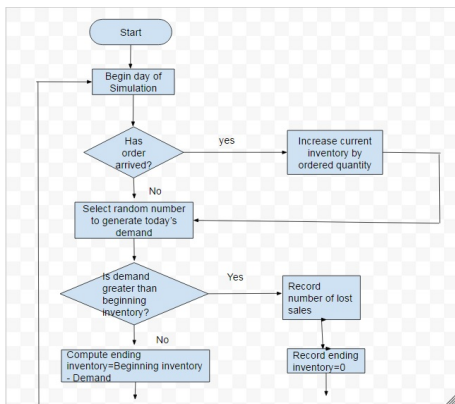 Start
Begin day of
Simulation
Has
order
arrived?
yes
Increase current
inventory by
ordered quantity
No
Select random number
to generate today's
demand
Is demand
greater than
beginning
inventory?
Yes
Record
number of lost
sales
No
Compute ending
inventory=Beginning inventory
- Demand
Record ending
inventory=0